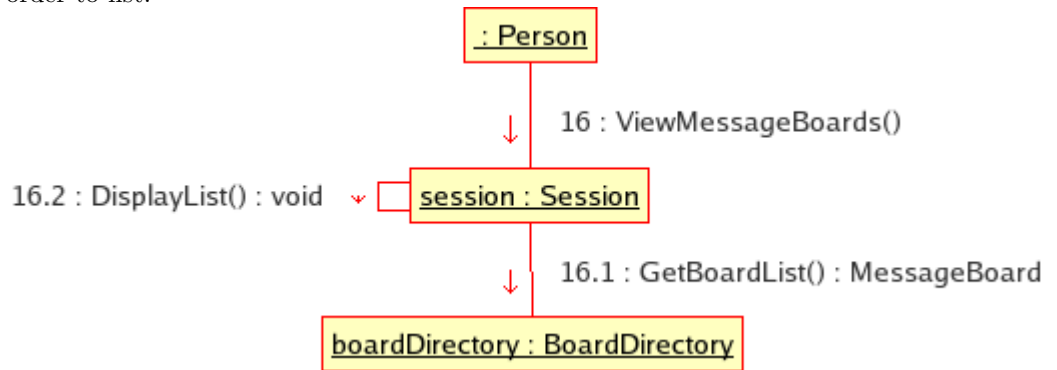 order to list.
: Person
16 : ViewMessageBoards()
16.2 : DisplayList() : void
session : Session
16.1 : GetBoardList() : MessageBoard
boardDirectory : BoardDirectory